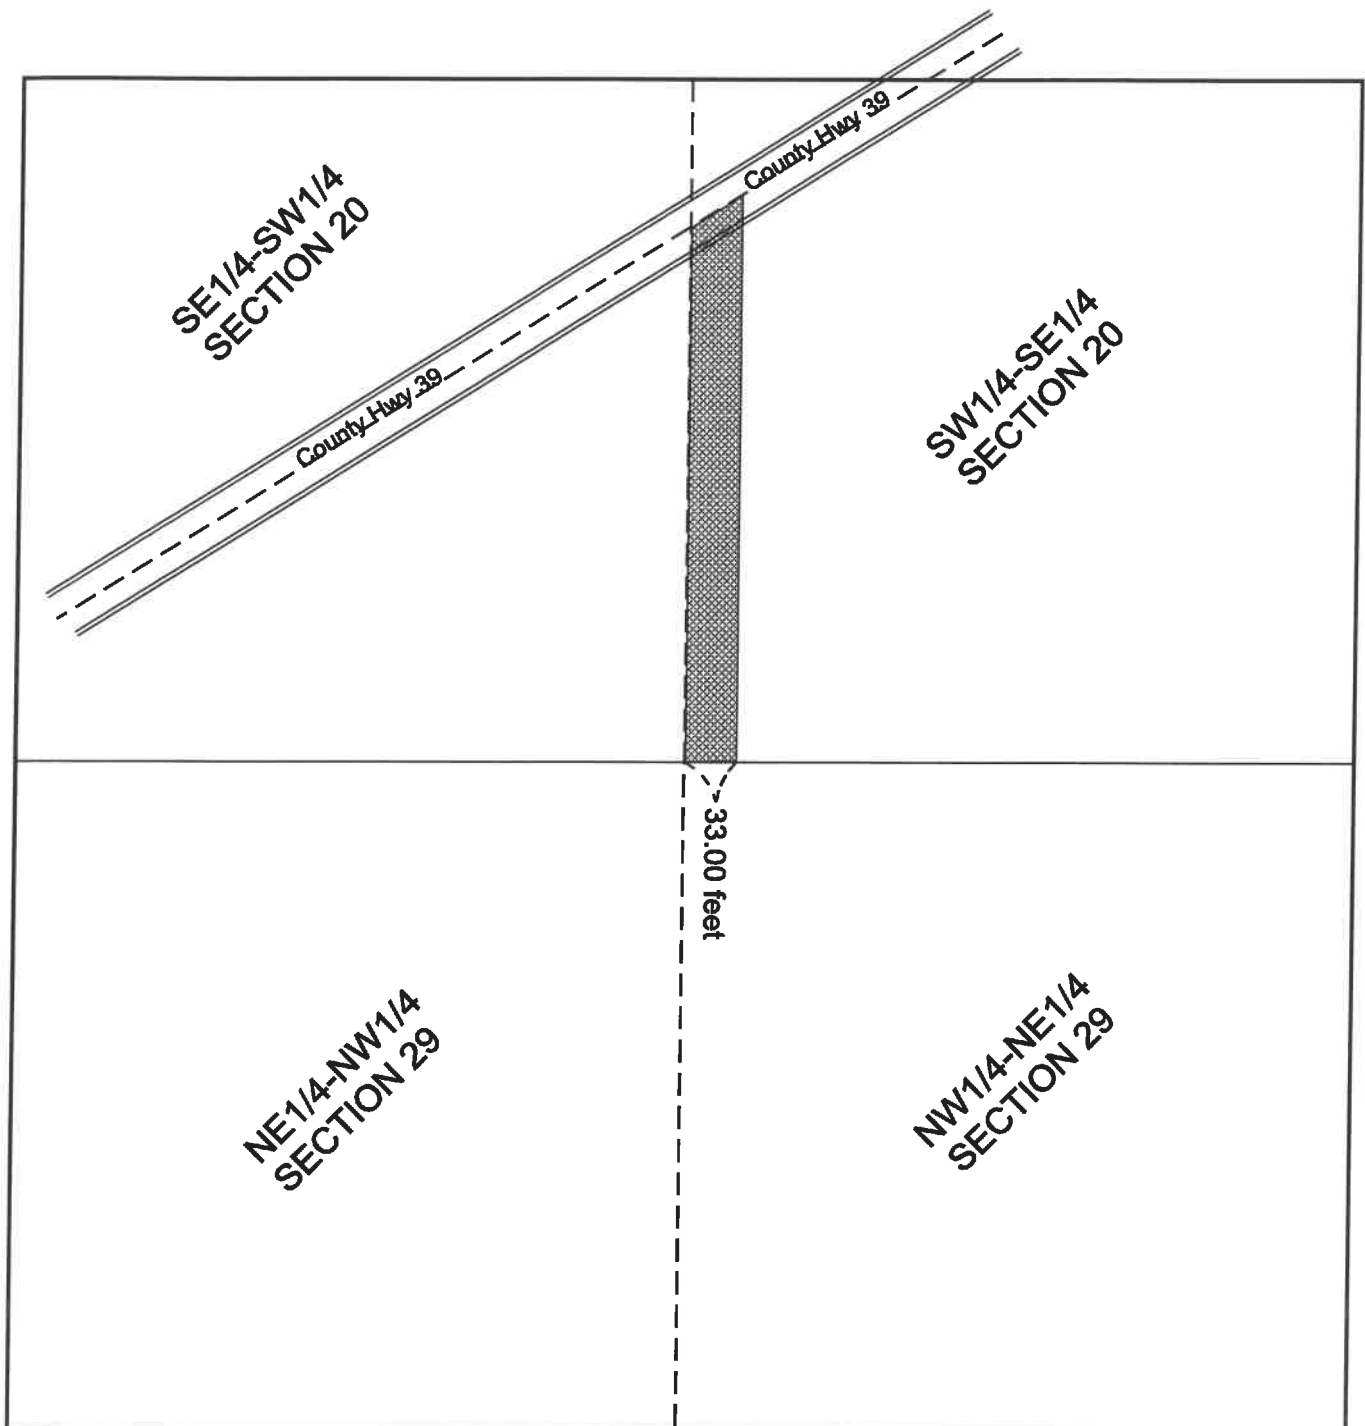 County Hwy 39
SE1/4-SW1/4
SECTION 20
SW1/4-SE1/4
SECTION 20
County Hwy 39
33.00 feet
NE1/4-NW1/4
SECTION 29
NW1/4-NE1/4
SECTION 29